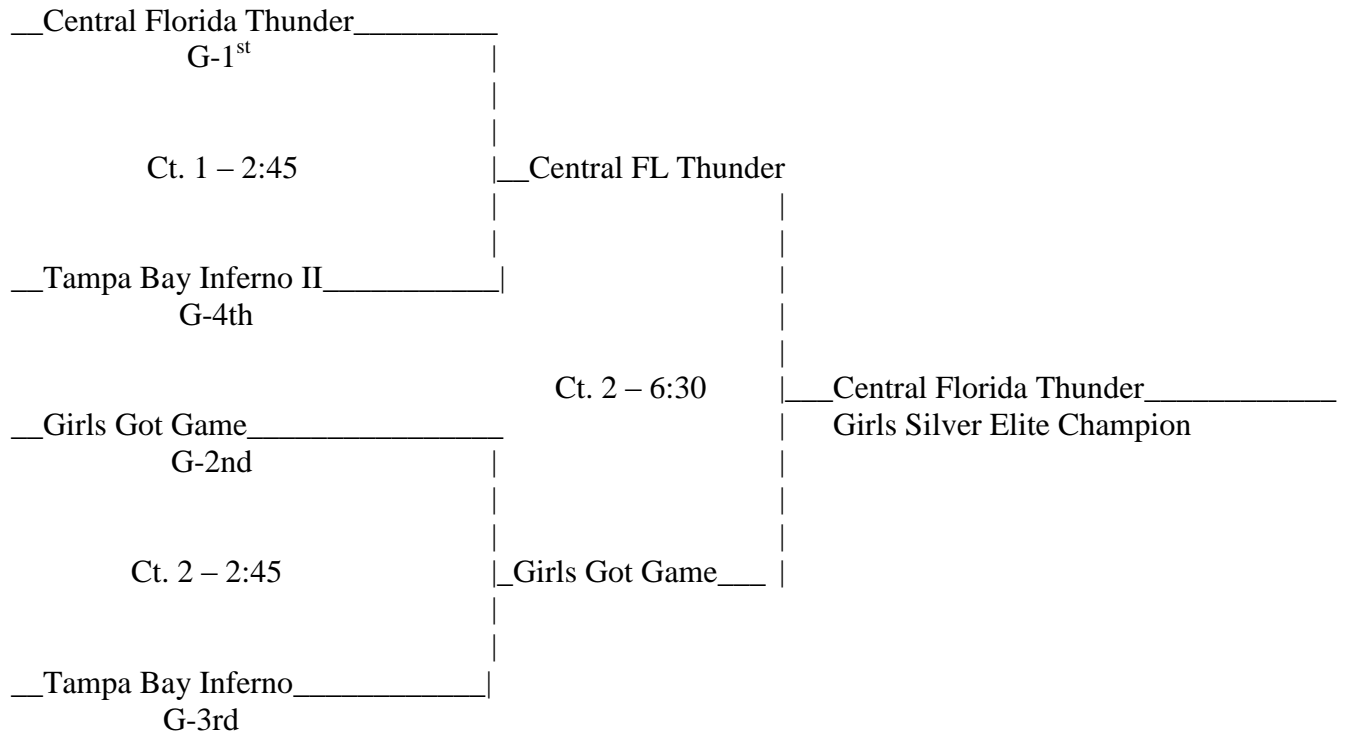 __Central Florida Thunder_________
G-1st
Ct. 1 – 2:45
|__Central FL Thunder
__Tampa Bay Inferno II___________|
G-4th
Ct. 2 – 6:30 |___Central Florida Thunder____________
__Girls Got Game________________ | Girls Silver Elite Champion
G-2nd
Ct. 2 – 2:45 |_Girls Got Game___ |
__Tampa Bay Inferno____________|
G-3rd